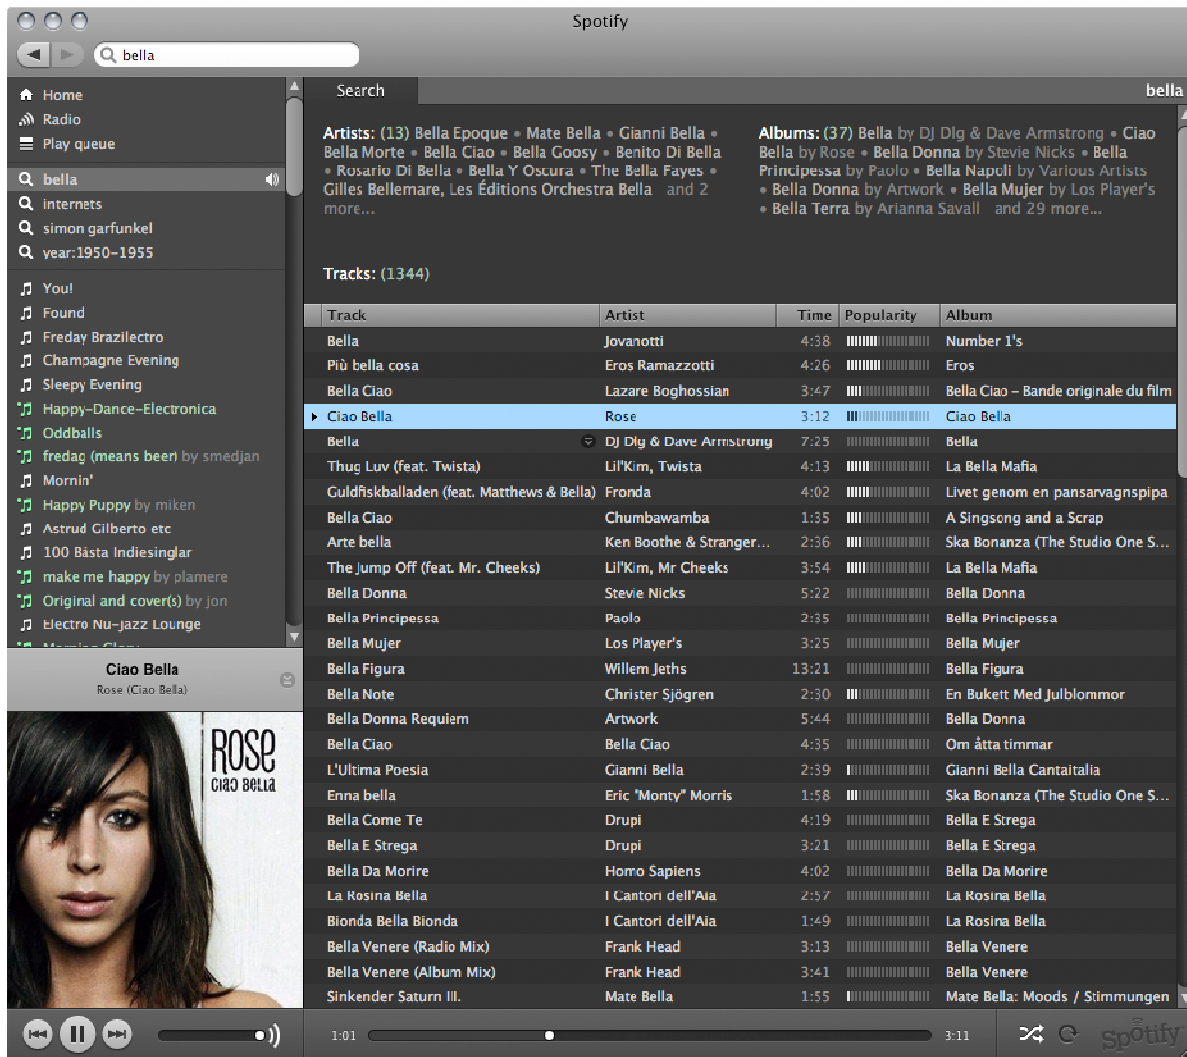 Spotify
bella
Home
Radio
Play queue
bella
internets
simon garfunkel
year:1950-1955
You!
Found
Freday Brazilectro
Champagne Evening
Sleepy Evening
Happy-Dance-Electronica
Oddballs
fredag (means beer) by smedjan
Mornin'
Happy Puppy by miken
Astrud Gilberto etc
100 Bästa Indiesinglar
make me happy by plamere
Original and cover(s) by jon
Electro Nu-Jazz Lounge
Morning Glory
Ciao Bella
Rose (Ciao Bella)
ROSE
CIAO BELLA
Search
bella
Artists: (13) Bella Epoque • Mate Bella • Gianni Bella •
Bella Morte • Bella Ciao • Bella Goosy • Benito Di Bella
• Rosario Di Bella • Bella Y Oscura • The Bella Fayes •
Gilles Bellemare, Les Éditions Orchestra Bella and 2
more...
Albums: (37) Bella by DJ Dlg & Dave Armstrong • Ciao
Bella by Rose • Bella Donna by Stevie Nicks • Bella
Principessa by Paolo • Bella Napoli by Various Artists
• Bella Donna by Artwork • Bella Mujer by Los Player's
• Bella Terra by Arianna Savall and 29 more...
Tracks: (1344)
Track Artist Time Popularity Album
Bella Jovanotti 4:38 Number 1's
Più bella cosa Eros Ramazzotti 4:26 Eros
Bella Ciao Lazare Boghossian 3:47 Bella Ciao – Bande originale du film
Ciao Bella Rose 3:12 Ciao Bella
Bella DJ Dlg & Dave Armstrong 7:25 Bella
Thug Luv (feat. Twista) Lil'Kim, Twista 4:13 La Bella Mafia
Guldfiskballaden (feat. Matthews & Bella) Fronda 4:02 Livet genom en pansarvagnspipa
Bella Ciao Chumbawamba 1:35 A Singsong and a Scrap
Arte bella Ken Boothe & Stranger... 2:36 Ska Bonanza (The Studio One S...
The Jump Off (feat. Mr. Cheeks) Lil'Kim, Mr Cheeks 3:54 La Bella Mafia
Bella Donna Stevie Nicks 5:22 Bella Donna
Bella Principessa Paolo 2:35 Bella Principessa
Bella Mujer Los Player's 3:25 Bella Mujer
Bella Figura Willem Jeths 13:21 Bella Figura
Bella Note Christer Sjögren 2:30 En Bukett Med Julblommor
Bella Donna Requiem Artwork 5:44 Bella Donna
Bella Ciao Bella Ciao 4:35 Om åtta timmar
L'Ultima Poesia Gianni Bella 2:39 Gianni Bella Cantaitalia
Enna bella Eric "Monty" Morris 1:58 Ska Bonanza (The Studio One S...
Bella Come Te Drupi 4:19 Bella E Strega
Bella E Strega Drupi 3:21 Bella E Strega
Bella Da Morire Homo Sapiens 4:02 Bella Da Morire
La Rosina Bella I Cantori dell'Aia 2:57 La Rosina Bella
Bionda Bella Bionda I Cantori dell'Aia 1:49 La Rosina Bella
Bella Venere (Radio Mix) Frank Head 3:13 Bella Venere
Bella Venere (Album Mix) Frank Head 3:41 Bella Venere
Sinkender Saturn III. Mate Bella 1:55 Mate Bella: Moods / Stimmungen
1:01 3:11
Spotify